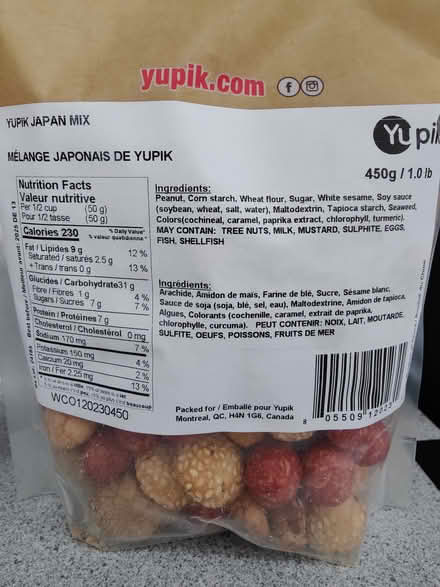 yupik.com
Yupik
YUPIK JAPAN MIX
MÉLANGE JAPONAIS DE YUPIK
450g / 1.0 lb
Nutrition Facts
Valeur nutritive
Per 1/2 cup (50 g)
Pour 1/2 tasse (50 g)
Calories 230
% Daily Value*
% valeur quotidienne*
Fat / Lipides 9 g 12 %
Saturated / saturés 2.5 g
+ Trans / trans 0 g 13 %
Glucides / Carbohydrate 31 g
Fibre / Fibres 1 g 4 %
Sugars / Sucres 7 g 7 %
Protein / Protéines 7 g
Cholesterol / Cholestérol 0 mg
Sodium 170 mg 7 %
Potassium 150 mg 4 %
Calcium 20 mg 2 %
Iron / Fer 2.25 mg 13 %
WCO120230450
Ingredients:
Peanut, Corn starch, Wheat flour, Sugar, White sesame, Soy sauce
(soybean, wheat, salt, water), Maltodextrin, Tapioca starch, Seaweed,
Colors(cochineal, caramel, paprika extract, chlorophyll, turmeric).
MAY CONTAIN: TREE NUTS, MILK, MUSTARD, SULPHITE, EGGS,
FISH, SHELLFISH
Ingrédients:
Arachide, Amidon de maïs, Farine de blé, Sucre, Sésame blanc,
Sauce de soja (soja, blé, sel, eau), Maltodextrine, Amidon de tapioca,
Algues, Colorants (cochenille, caramel, extrait de paprika,
chlorophylle, curcuma). PEUT CONTENIR: NOIX, LAIT, MOUTARDE,
SULFITE, OEUFS, POISSONS, FRUITS DE MER
Packed for / Emballé pour Yupik
Montreal, QC, H4N 1G6, Canada